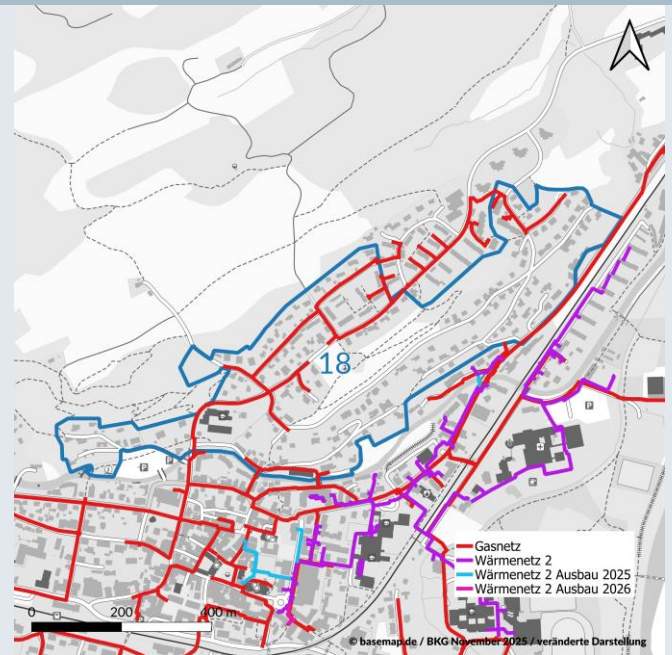 18
Gasnetz
Wärmenetz 2
Wärmenetz 2 Ausbau 2025
Wärmenetz 2 Ausbau 2026
0 200 400 m
© basemap.de / BKG November 2025 / veränderte Darstellung
P
P
P
P